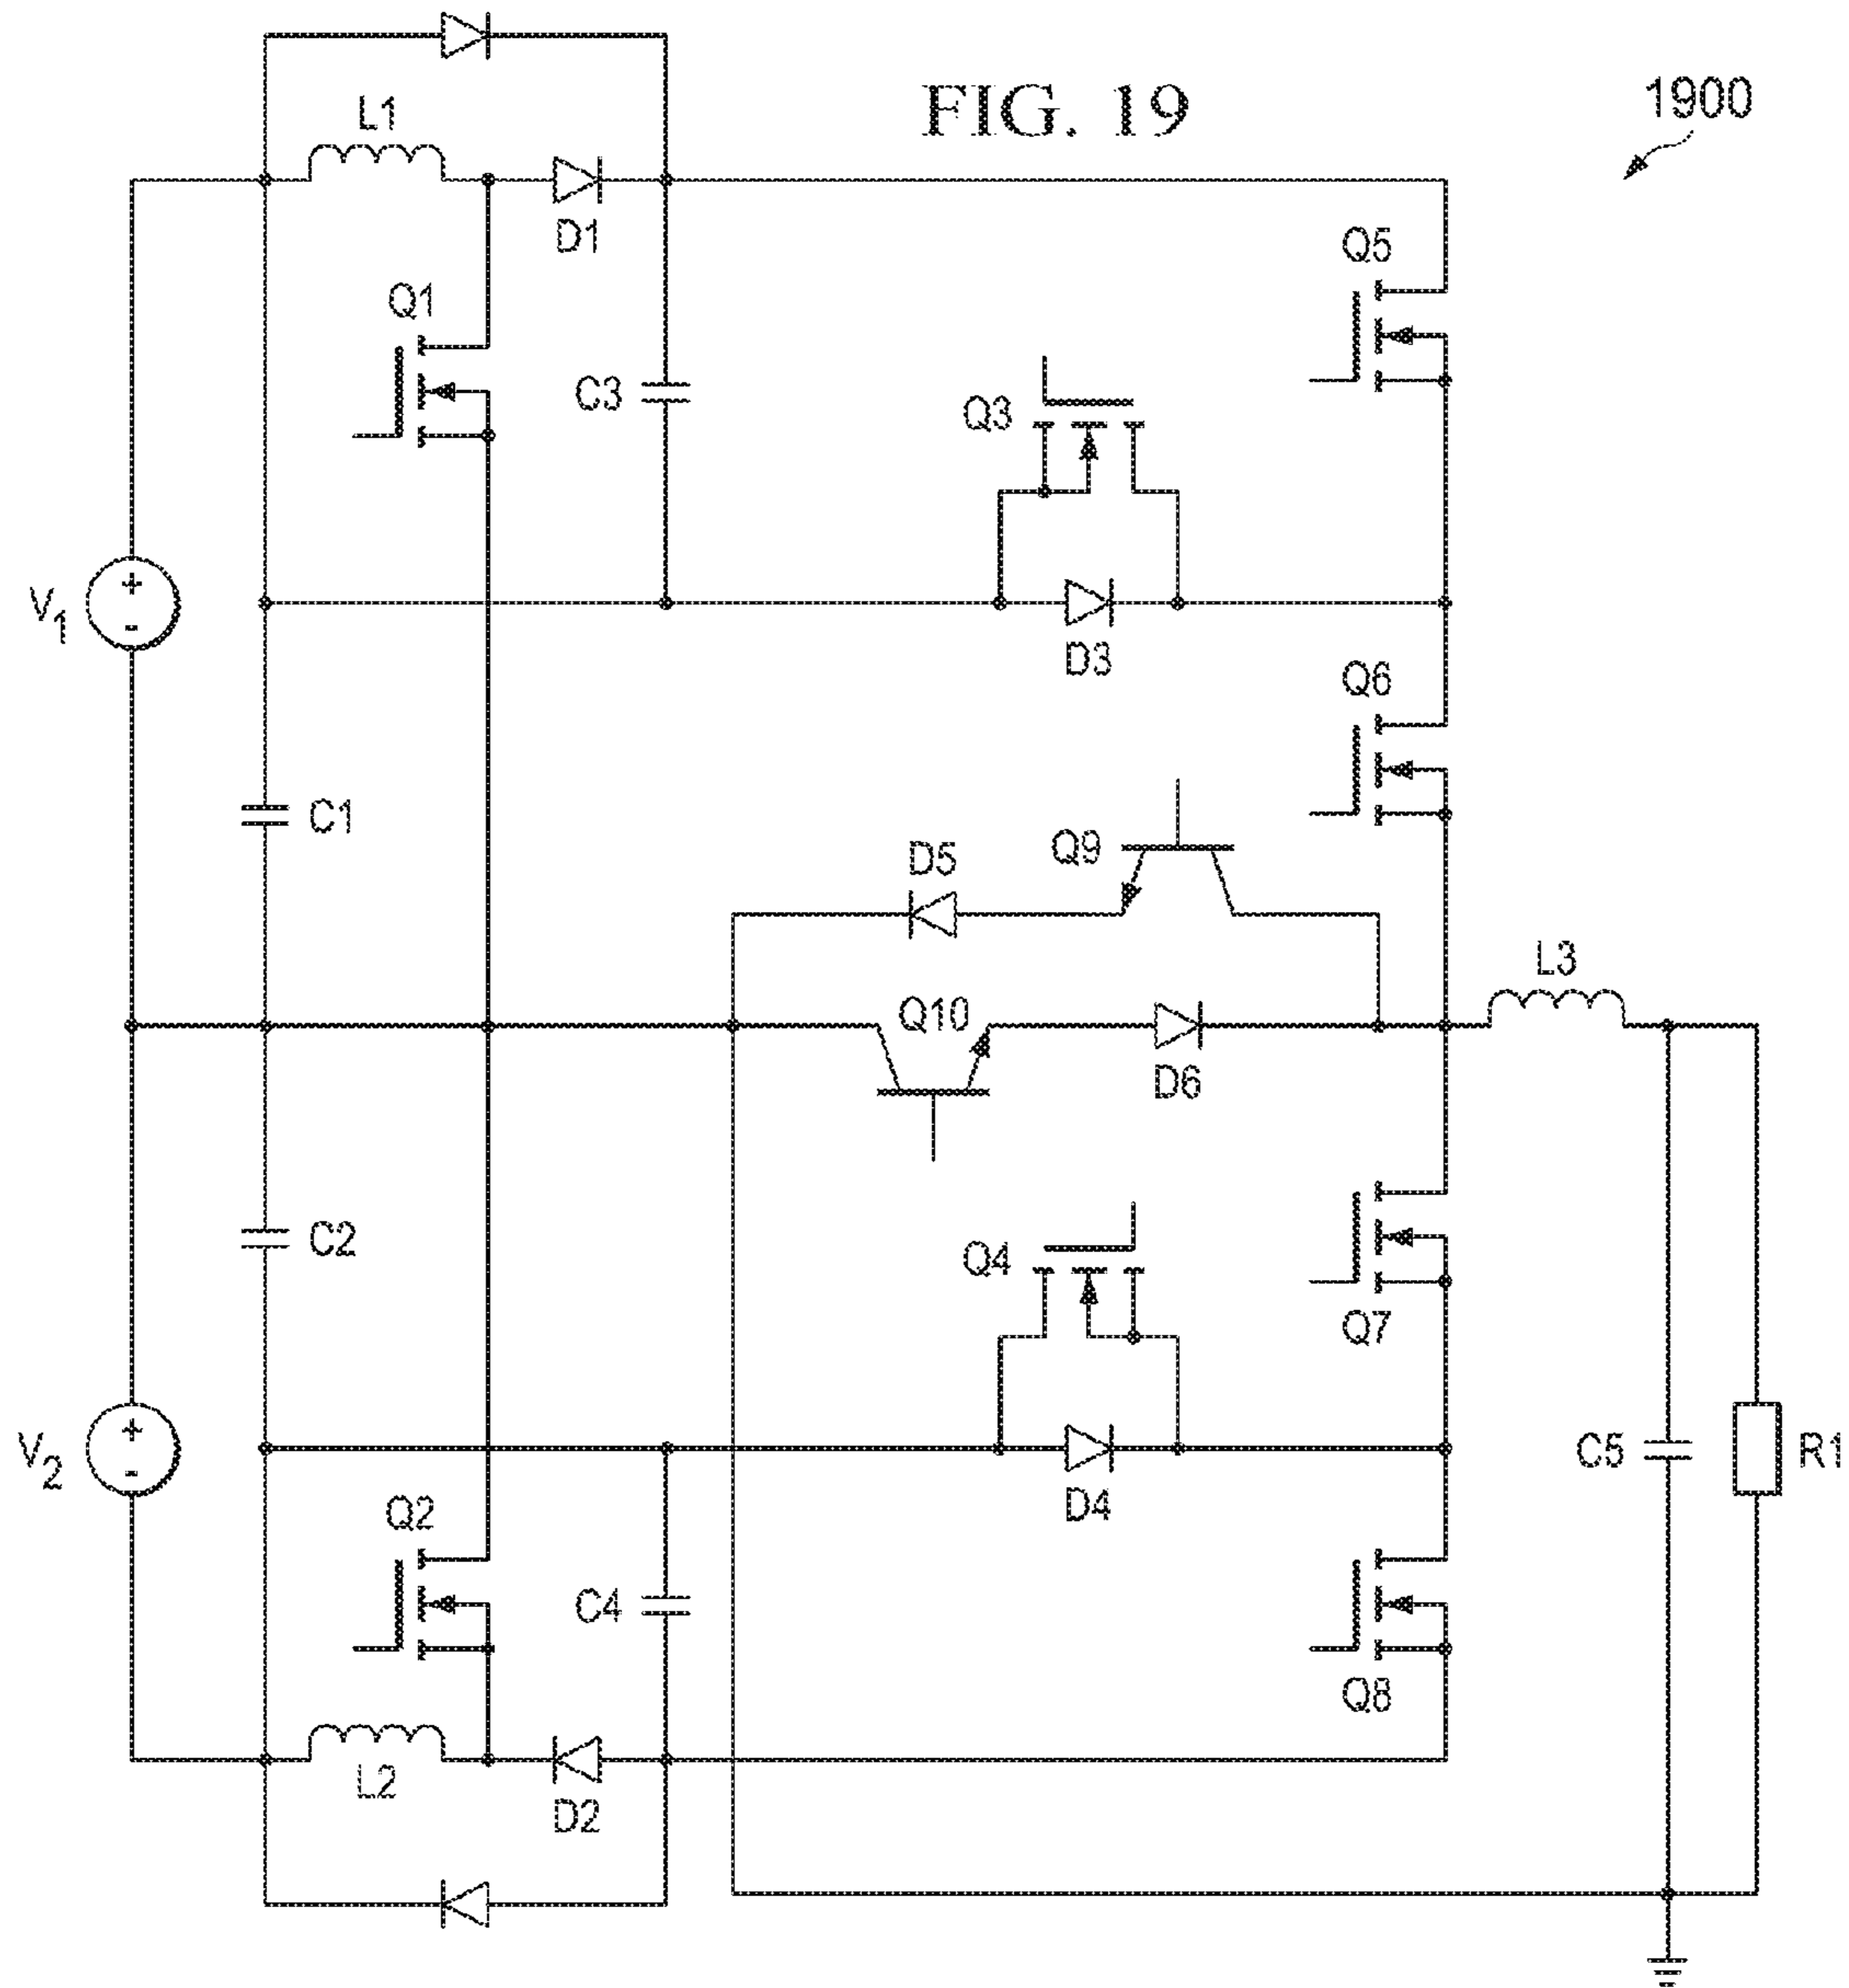 FIG. 19
1900
L1
D1
Q5
Q1
C3
Q3
V1
+
-
D3
Q6
C1
D5
Q9
L3
Q10
D6
C2
Q4
Q7
V2
+
-
C5
R1
Q2
D4
C4
Q8
L2
D2